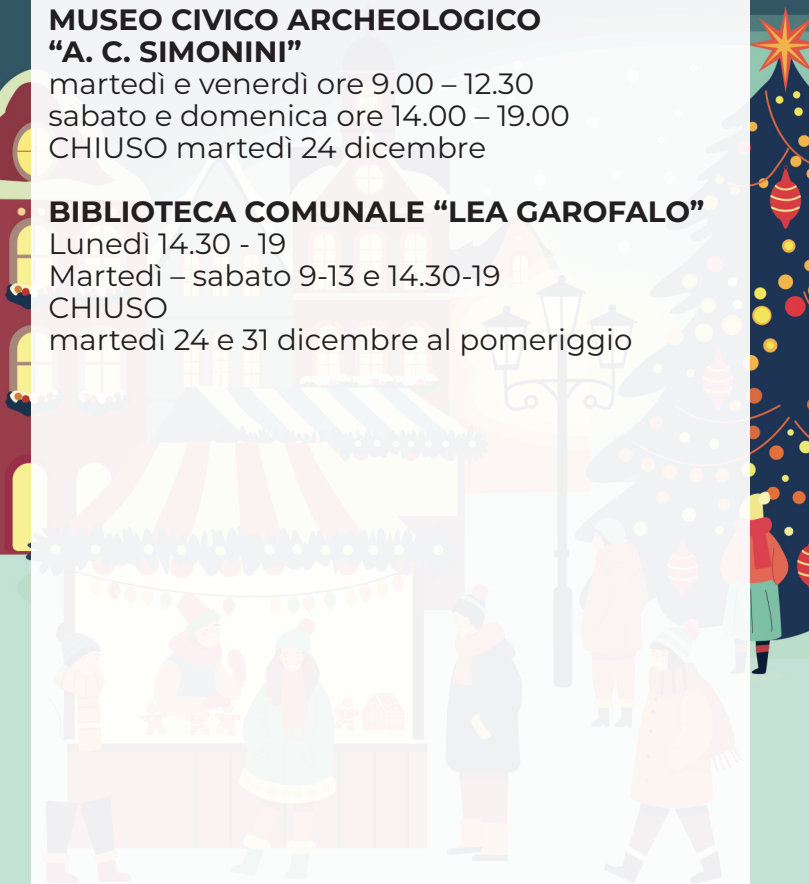 MUSEO CIVICO ARCHEOLOGICO
“A. C. SIMONINI”
martedì e venerdì ore 9.00 – 12.30
sabato e domenica ore 14.00 – 19.00
CHIUSO martedì 24 dicembre
BIBLIOTECA COMUNALE “LEA GAROFALO”
Lunedì 14.30 - 19
Martedì – sabato 9-13 e 14.30-19
CHIUSO
martedì 24 e 31 dicembre al pomeriggio